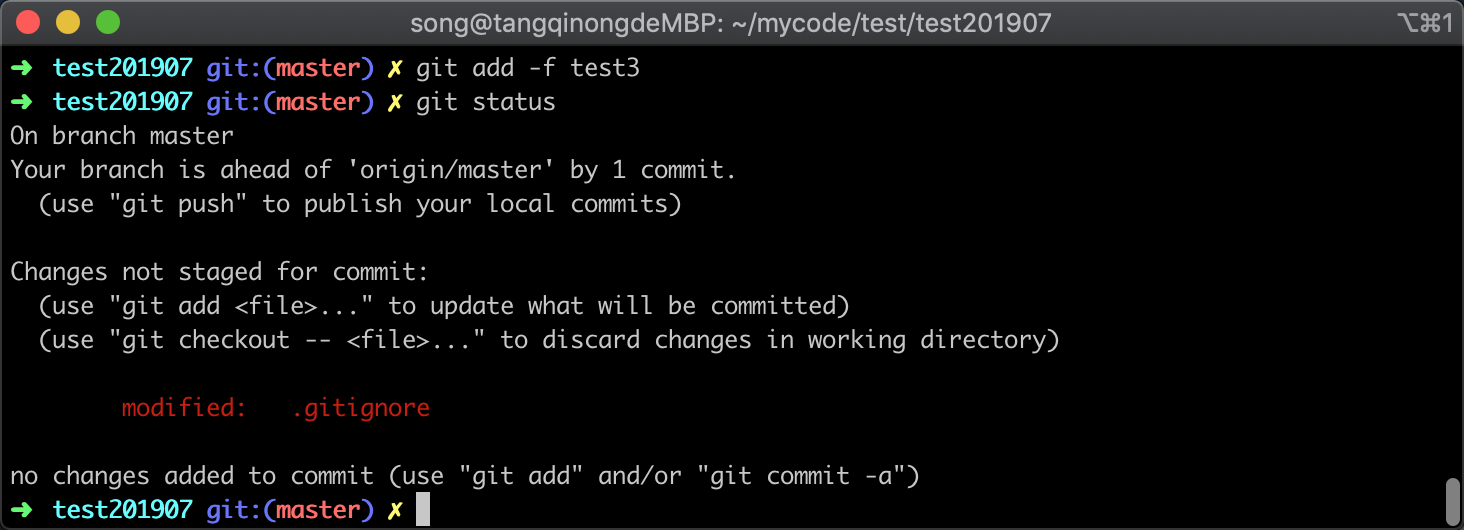 song@tangqinongdeMBP: ~/mycode/test/test201907 ⌥⌘1
➜ test201907 git:(master) ✗ git add -f test3
➜ test201907 git:(master) ✗ git status
On branch master
Your branch is ahead of 'origin/master' by 1 commit.
  (use "git push" to publish your local commits)

Changes not staged for commit:
  (use "git add <file>..." to update what will be committed)
  (use "git checkout -- <file>..." to discard changes in working directory)

        modified:   .gitignore

no changes added to commit (use "git add" and/or "git commit -a")
➜ test201907 git:(master) ✗